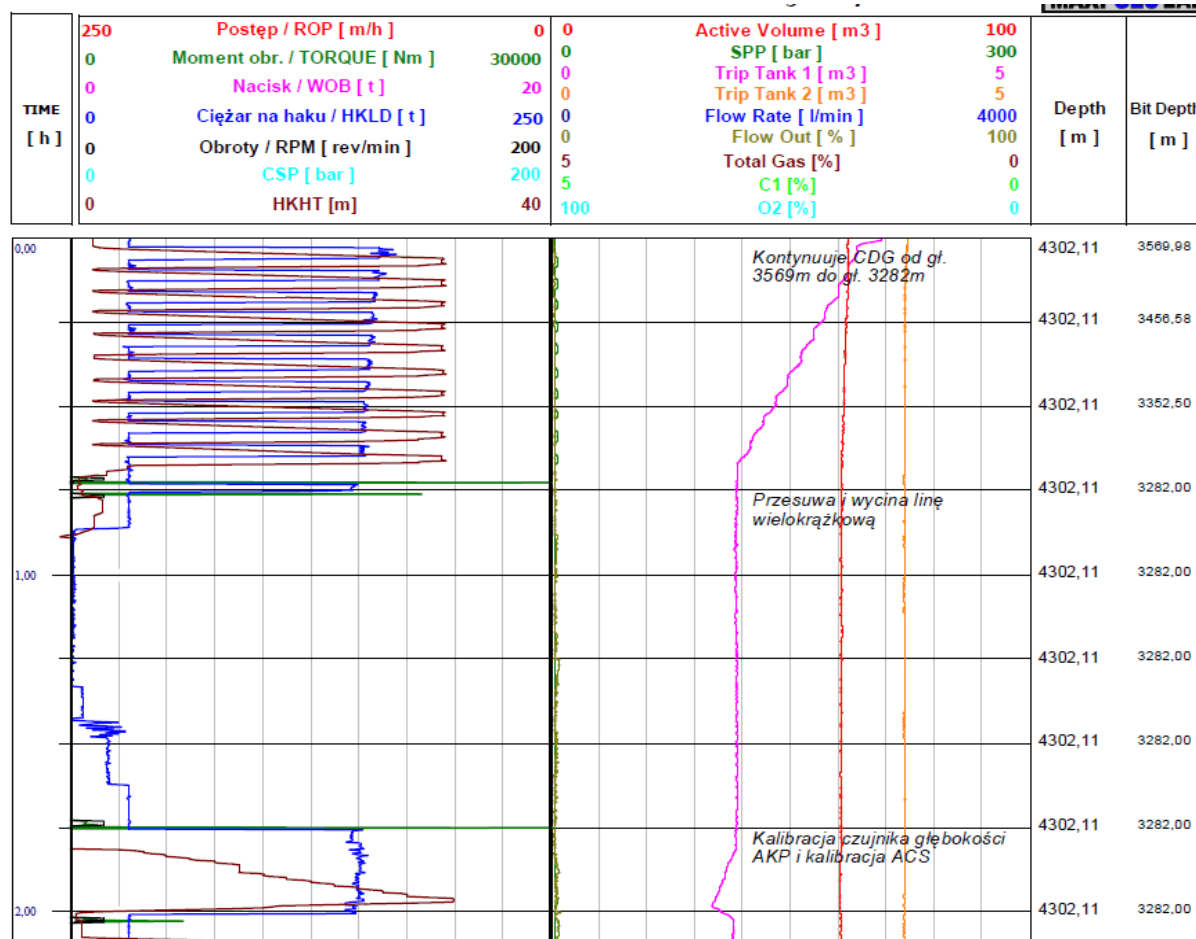 250 Postęp / ROP [ m/h ] 0 0 Active Volume [ m3 ] 100
0 Moment obr. / TORQUE [ Nm ] 30000 0 SPP [ bar ] 300
0 Nacisk / WOB [ t ] 20 0 Trip Tank 1 [ m3 ] 5
0 Trip Tank 2 [ m3 ] 5
TIME [ h ]
0 Ciężar na haku / HKLD [ t ] 250 0 Flow Rate [ l/min ] 4000
0 Obroty / RPM [ rev/min ] 200 0 Flow Out [ % ] 100
0 CSP [ bar ] 200 5 Total Gas [%] 0
0 HKHT [m] 40 5 C1 [%] 0
100 O2 [%] 0
Depth [ m ]
Bit Depth [ m ]
0,00 Kontynuuje CDG od gł. 4302,11 3569,98
3569m do gł. 3282m
4302,11 3456,58
4302,11 3352,50
4302,11 3282,00
Przesuwa i wycina linę
wielokrążkową
1,00 4302,11 3282,00
4302,11 3282,00
4302,11 3282,00
4302,11 3282,00
Kalibracja czujnika głębokości
AKP i kalibracja ACS
2,00 4302,11 3282,00